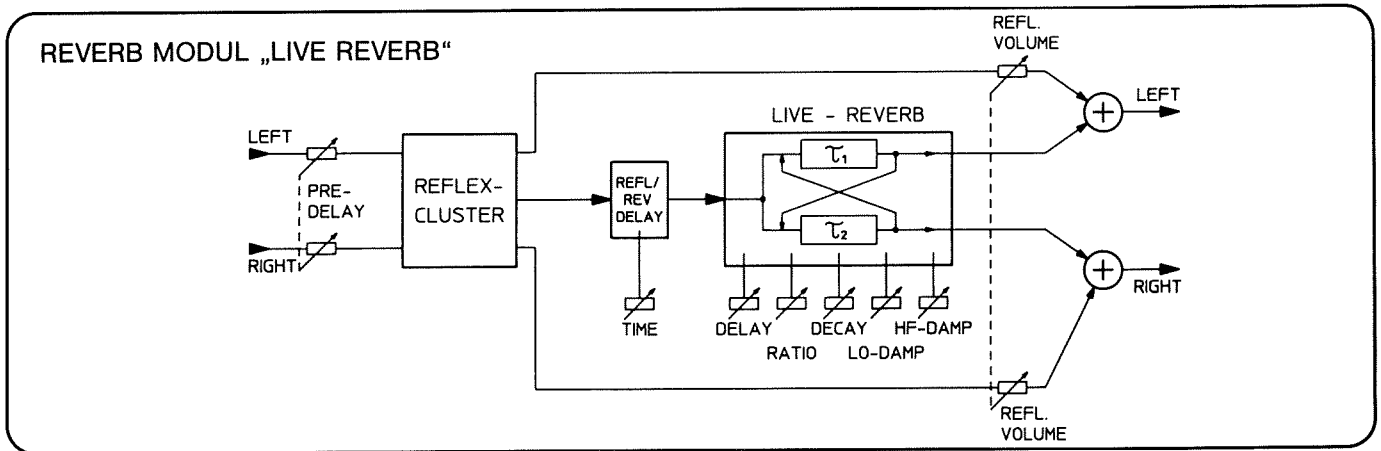 REVERB MODUL „LIVE REVERB“
REFL.
VOLUME
LEFT
LEFT
LIVE - REVERB
τ1
PRE-
DELAY
REFLEX-
CLUSTER
REFL/
REV
DELAY
τ2
RIGHT
RIGHT
TIME
DELAY
DECAY
HF-DAMP
RATIO
LO-DAMP
REFL.
VOLUME